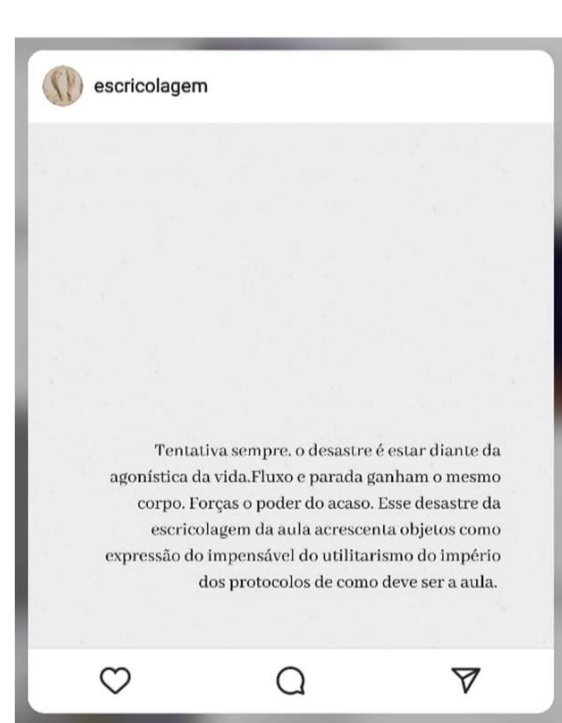 escricolagem
Tentativa sempre. o desastre é estar diante da
agonística da vida.Fluxo e parada ganham o mesmo
corpo. Forças o poder do acaso. Esse desastre da
escricolagem da aula acrescenta objetos como
expressão do impensável do utilitarismo do império
dos protocolos de como deve ser a aula.